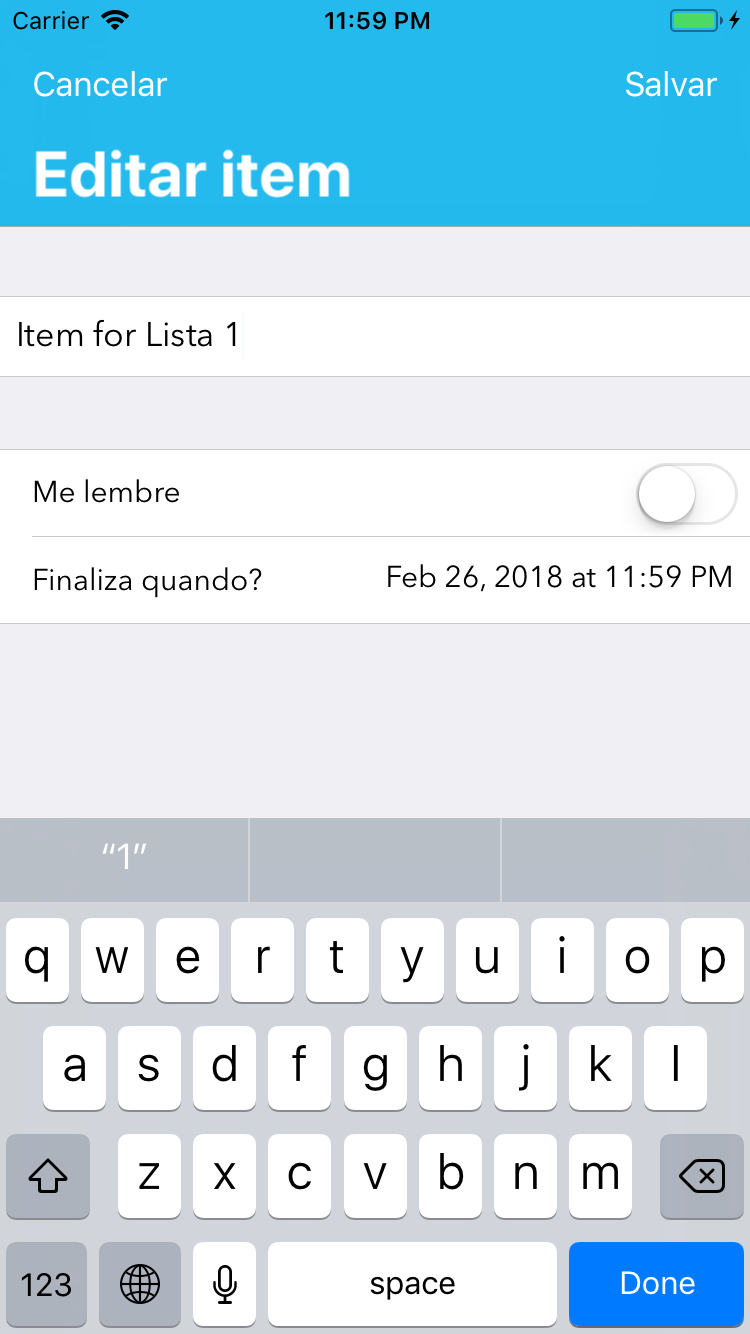 Carrier 11:59 PM
Cancelar Salvar
Editar item
Item for Lista 1
Me lembre
Finaliza quando? Feb 26, 2018 at 11:59 PM
“1”
q w e r t y u i o p
a s d f g h j k l
z x c v b n m
123 space Done